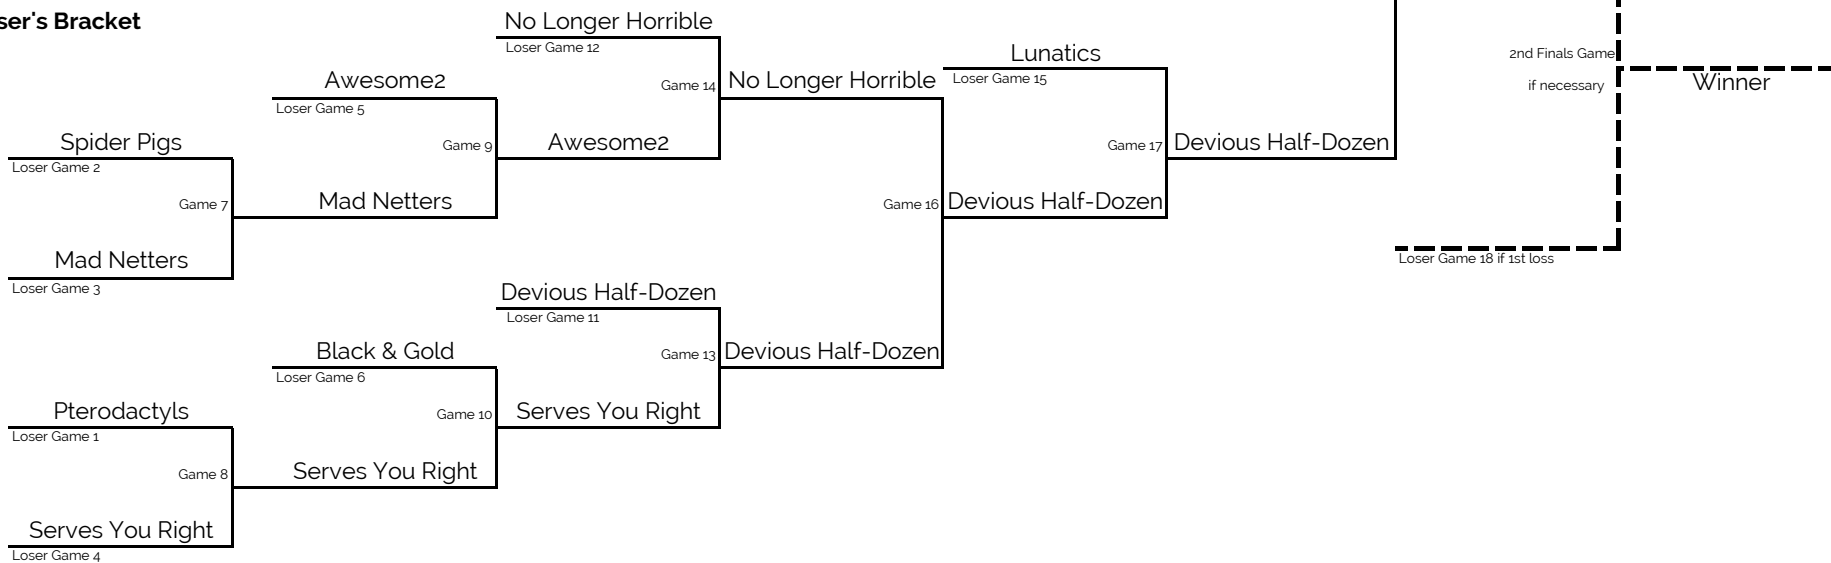 ser's Bracket
No Longer Horrible
Loser Game 12
Lunatics
2nd Finals Game
Awesome2
Game 14
No Longer Horrible
Loser Game 15
if necessary
Winner
Loser Game 5
Spider Pigs
Game 9
Awesome2
Game 17
Devious Half-Dozen
Loser Game 2
Game 7
Mad Netters
Game 16
Devious Half-Dozen
Mad Netters
Loser Game 18 if 1st loss
Loser Game 3
Devious Half-Dozen
Loser Game 11
Black & Gold
Game 13
Devious Half-Dozen
Loser Game 6
Pterodactyls
Game 10
Serves You Right
Loser Game 1
Game 8
Serves You Right
Serves You Right
Loser Game 4